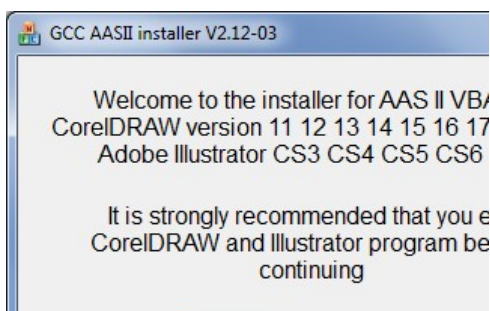 GCC AASII installer V2.12-03
Welcome to the installer for AAS II VBA
CorelDRAW version 11 12 13 14 15 16 17
Adobe Illustrator CS3 CS4 CS5 CS6
It is strongly recommended that you e
CorelDRAW and Illustrator program be
continuing